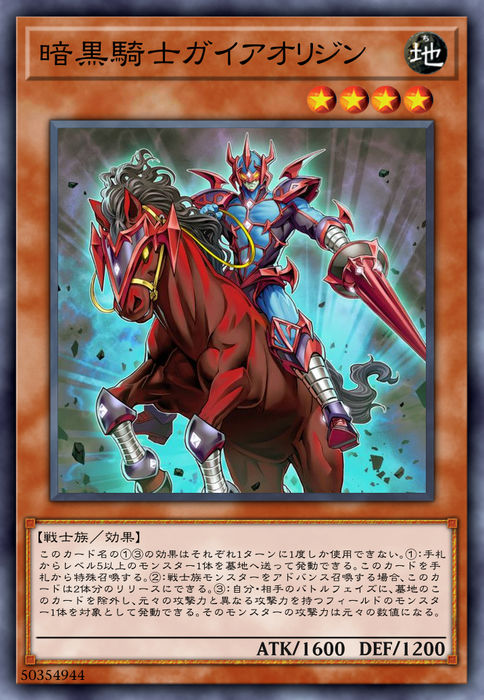 暗黒騎士ガイアオリジン
ち
地
【戦士族／効果】
このカード名の①③の効果はそれぞれ1ターンに1度しか使用できない。①：手札
からレベル5以上のモンスター1体を墓地へ送って発動できる。このカードを手
札から特殊召喚する。②：戦士族モンスターをアドバンス召喚する場合、このカ
ードは2体分のリリースにできる。③：自分・相手のバトルフェイズに、墓地のこ
のカードを除外し、元々の攻撃力と異なる攻撃力を持つフィールドのモンスタ
ー1体を対象として発動できる。そのモンスターの攻撃力は元々の数値になる。
ATK/1600 DEF/1200
50354944